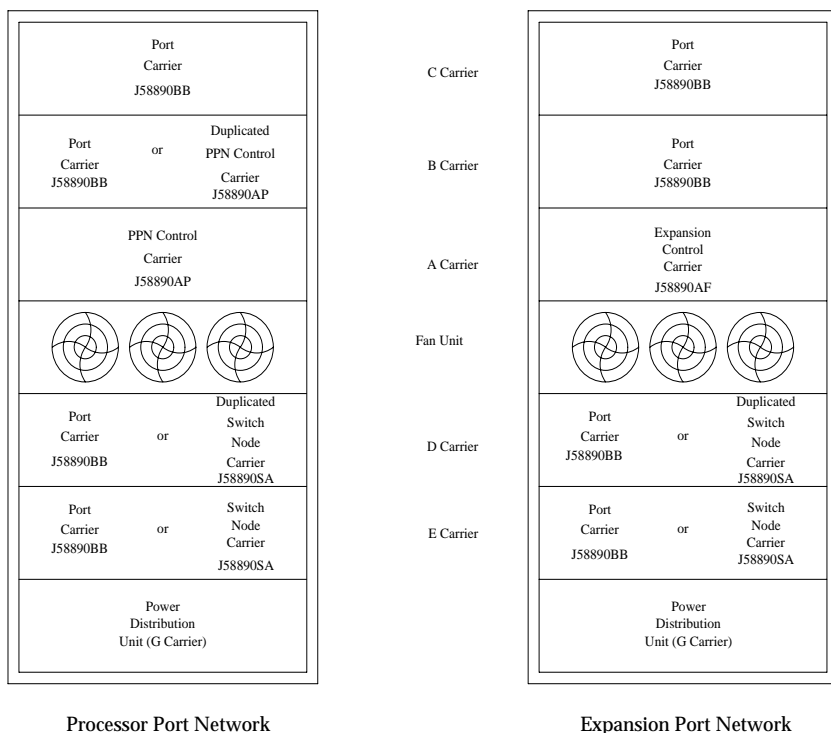 Port
Carrier
J58890BB
Port
Carrier
J58890BB
or
Duplicated
PPN Control
Carrier
J58890AP
PPN Control
Carrier
J58890AP
Port
Carrier
J58890BB
or
Duplicated
Switch
Node
Carrier
J58890SA
Port
Carrier
J58890BB
or
Switch
Node
Carrier
J58890SA
Power
Distribution
Unit (G Carrier)
Processor Port Network
C Carrier
B Carrier
A Carrier
Fan Unit
D Carrier
E Carrier
Port
Carrier
J58890BB
Port
Carrier
J58890BB
Expansion
Control
Carrier
J58890AF
Port
Carrier
J58890BB
or
Duplicated
Switch
Node
Carrier
J58890SA
Port
Carrier
J58890BB
or
Switch
Node
Carrier
J58890SA
Power
Distribution
Unit (G Carrier)
Expansion Port Network